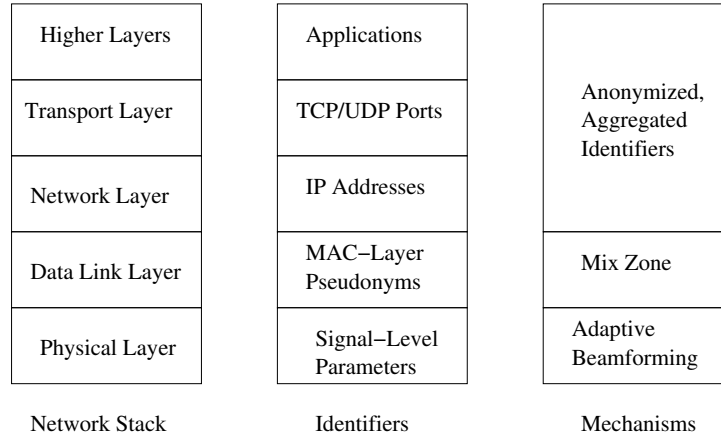 Higher Layers
Transport Layer
Network Layer
Data Link Layer
Physical Layer
Network Stack
Applications
TCP/UDP Ports
IP Addresses
MAC−Layer
Pseudonyms
Signal−Level
Parameters
Identifiers
Anonymized,
Aggregated
Identifiers
Mix Zone
Adaptive
Beamforming
Mechanisms